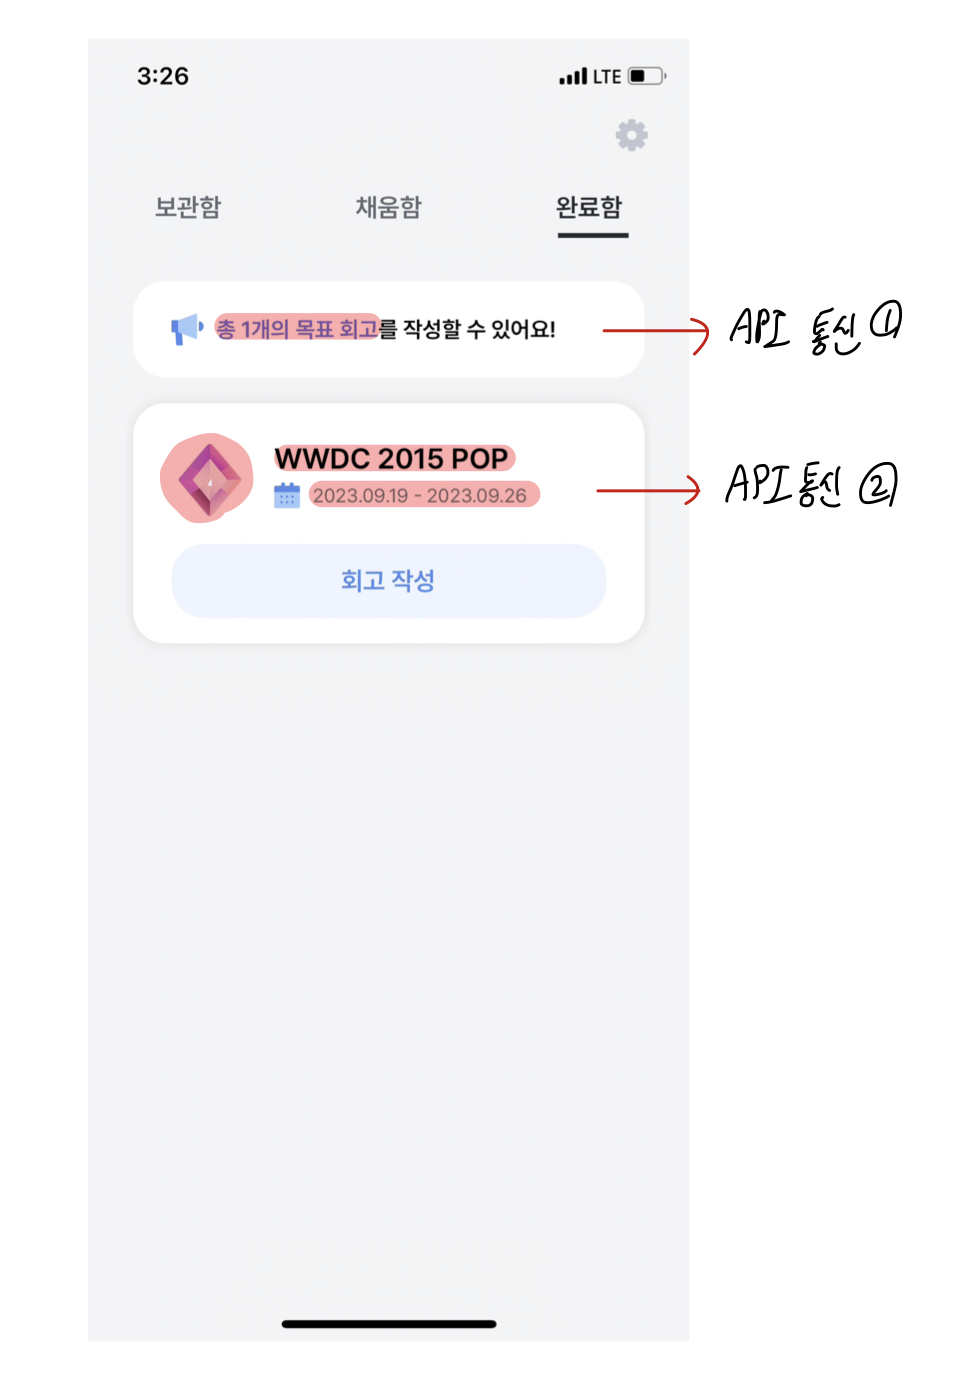 3:26
LTE
보관함 채움함 완료함
총 1개의 목표 회고를 작성할 수 있어요!
API 통신 ①
WWDC 2015 POP
2023.09.19 - 2023.09.26
API 통신 ②
회고 작성